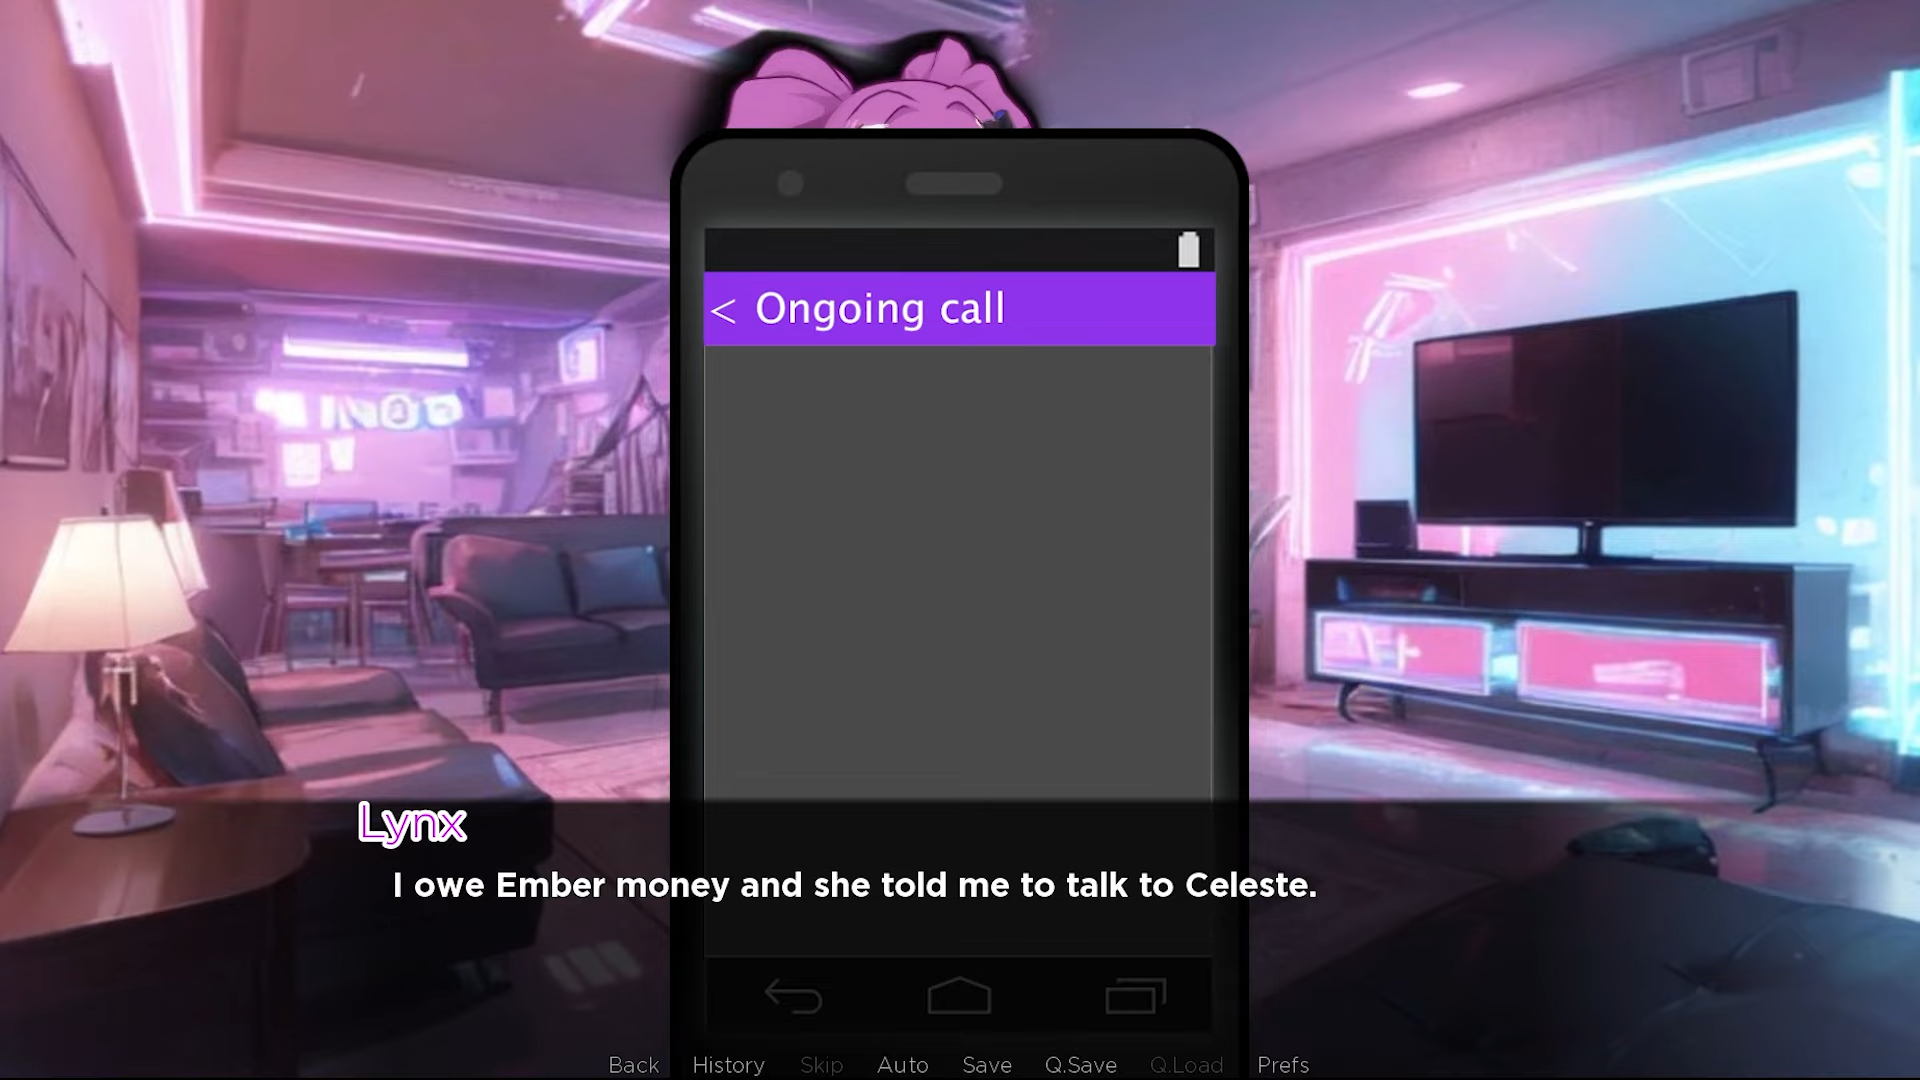 < Ongoing call
Lynx
I owe Ember money and she told me to talk to Celeste.
Back History Skip Auto Save Q.Save Q.Load Prefs